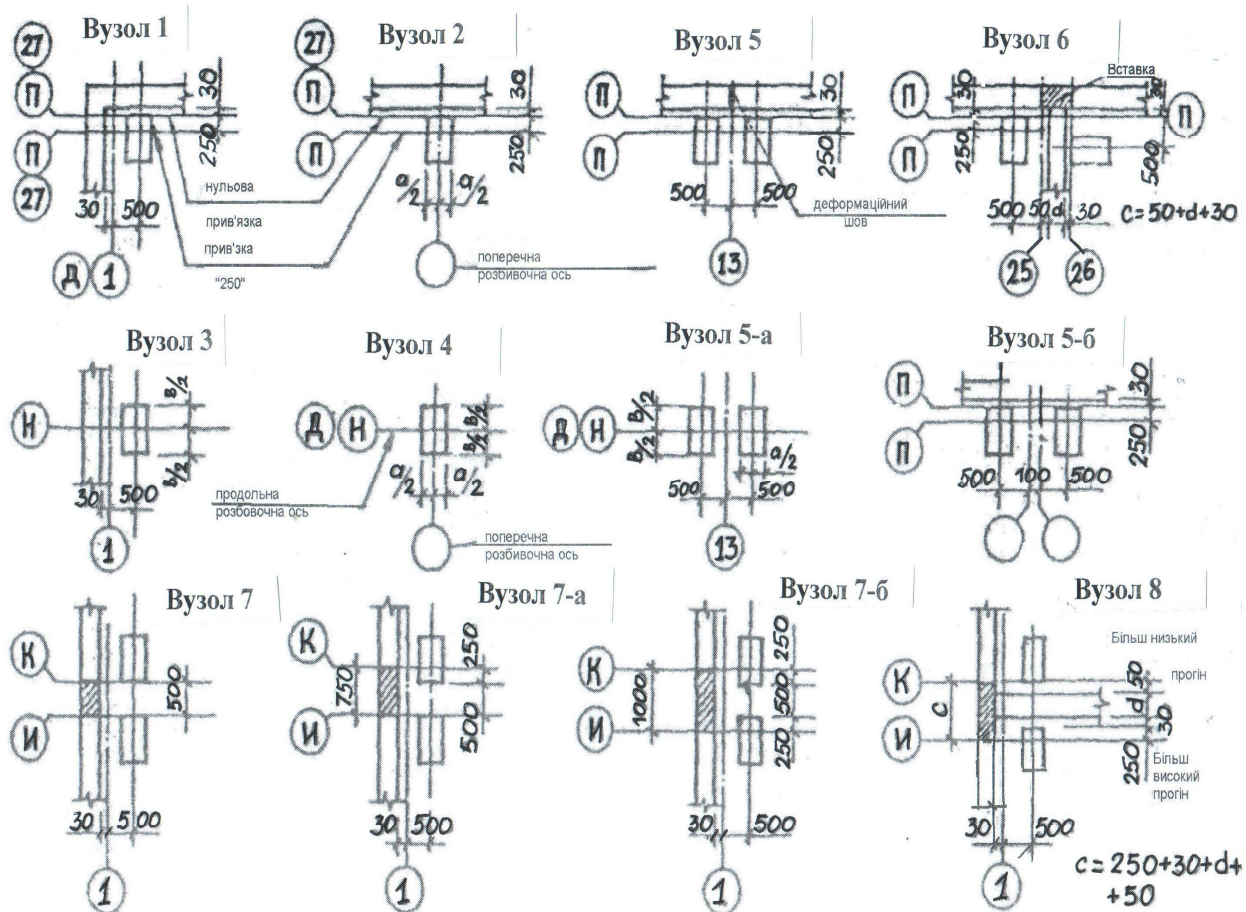 Вузол 1
27
П
П
27
30
250
30
500
Д
1
нульова
прив'язка
прив'зка
"250"
Вузол 2
27
П
П
30
250
a/2
a/2
поперечна
розбивочна ось
Вузол 5
П
П
30
250
500
500
деформаційний
шов
13
Вузол 6
Вставка
П
П
30
250
30
П
500
500
50
d
30
c=50+d+30
25
26
Вузол 3
Н
в/2
в/2
30
500
1
продольна
розбовочна ось
Вузол 4
Д
Н
в/2
в/2
a/2
a/2
поперечна
розбивочна ось
Вузол 5-а
Д
Н
в/2
в/2
a/2
500
500
13
Вузол 5-б
П
П
30
250
500
100
500
Вузол 7
К
И
500
30
500
1
Вузол 7-а
К
И
750
250
500
30
500
1
Вузол 7-б
К
И
1000
250
500
250
30
500
1
Вузол 8
Більш низький
прогін
К
И
c
50
d
30
250
Більш
високий
прогін
30
500
1
c=250+30+d+
+50